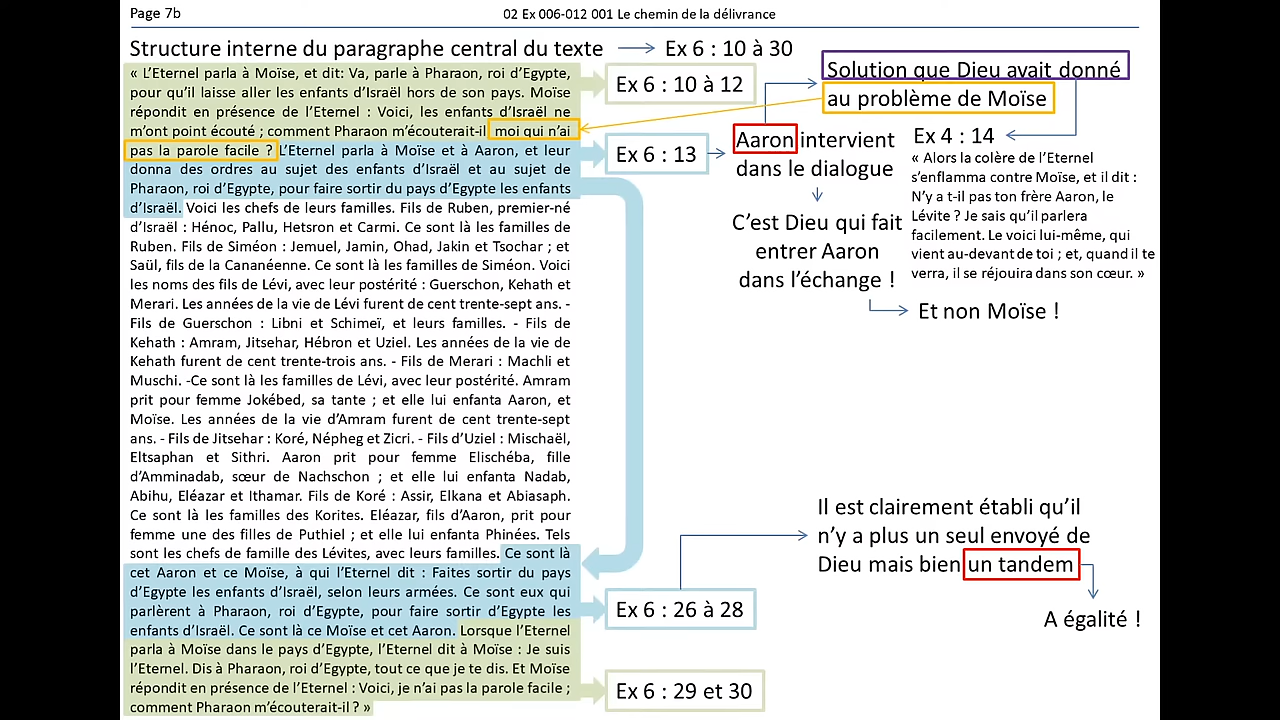 Page 7b
02 Ex 006-012 001 Le chemin de la délivrance
Structure interne du paragraphe central du texte
Ex 6 : 10 à 30
« L’Eternel parla à Moïse, et dit: Va, parle à Pharaon, roi d’Egypte,
pour qu’il laisse aller les enfants d’Israël hors de son pays. Moïse
répondit en présence de l’Eternel : Voici, les enfants d’Israël ne
m’ont point écouté ; comment Pharaon m’écouterait-il, moi qui n’ai
pas la parole facile ? L’Eternel parla à Moïse et à Aaron, et leur
donna des ordres au sujet des enfants d’Israël et au sujet de
Pharaon, roi d’Egypte, pour faire sortir du pays d’Egypte les enfants
d’Israël. Voici les chefs de leurs familles. Fils de Ruben, premier-né
d’Israël : Hénoc, Pallu, Hetsron et Carmi. Ce sont là les familles de
Ruben. Fils de Siméon : Jemuel, Jamin, Ohad, Jakin et Tsochar ; et
Saül, fils de la Cananéenne. Ce sont là les familles de Siméon. Voici
les noms des fils de Lévi, avec leur postérité : Guerschon, Kehath et
Merari. Les années de la vie de Lévi furent de cent trente-sept ans. -
Fils de Guerschon : Libni et Schimeï, et leurs familles. - Fils de
Kehath : Amram, Jitsehar, Hébron et Uziel. Les années de la vie de
Kehath furent de cent trente-trois ans. - Fils de Merari : Machli et
Muschi. -Ce sont là les familles de Lévi, avec leur postérité. Amram
prit pour femme Jokébed, sa tante ; et elle lui enfanta Aaron, et
Moïse. Les années de la vie d’Amram furent de cent trente-sept
ans. - Fils de Jitsehar : Koré, Népheg et Zicri. - Fils d’Uziel : Mischaël,
Eltsaphan et Sithri. Aaron prit pour femme Elischéba, fille
d’Amminadab, sœur de Nachschon ; et elle lui enfanta Nadab,
Abihu, Eléazar et Ithamar. Fils de Koré : Assir, Elkana et Abiasaph.
Ce sont là les familles des Korites. Eléazar, fils d’Aaron, prit pour
femme une des filles de Puthiel ; et elle lui enfanta Phinées. Tels
sont les chefs de famille des Lévites, avec leurs familles. Ce sont là
cet Aaron et ce Moïse, à qui l’Eternel dit : Faites sortir du pays
d’Egypte les enfants d’Israël, selon leurs armées. Ce sont eux qui
parlèrent à Pharaon, roi d’Egypte, pour faire sortir d’Egypte les
enfants d’Israël. Ce sont là ce Moïse et cet Aaron. Lorsque l’Eternel
parla à Moïse dans le pays d’Egypte, l’Eternel dit à Moïse : Je suis
l’Eternel. Dis à Pharaon, roi d’Egypte, tout ce que je te dis. Et Moïse
répondit en présence de l’Eternel : Voici, je n’ai pas la parole facile ;
comment Pharaon m’écouterait-il ? »
Ex 6 : 10 à 12
Ex 6 : 13
Aaron intervient
dans le dialogue
C’est Dieu qui fait
entrer Aaron
dans l’échange !
Et non Moïse !
Solution que Dieu avait donné
au problème de Moïse
Ex 4 : 14
« Alors la colère de l’Eternel
s’enflamma contre Moïse, et il dit :
N’y a t-il pas ton frère Aaron, le
Lévite ? Je sais qu’il parlera
facilement. Le voici lui-même, qui
vient au-devant de toi ; et, quand il te
verra, il se réjouira dans son cœur. »
Ex 6 : 26 à 28
Il est clairement établi qu’il
n’y a plus un seul envoyé de
Dieu mais bien un tandem
A égalité !
Ex 6 : 29 et 30